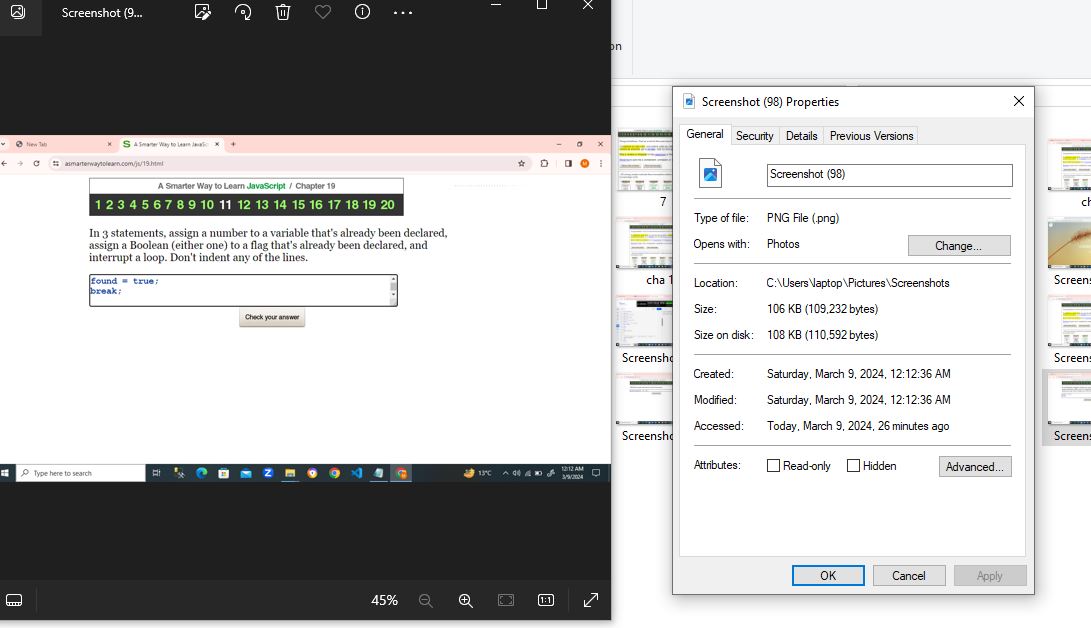 Screenshot (9...
on
New Tab
A Smarter Way to Learn JavaSc
asmarterwaytolearn.com/js/19.html
A Smarter Way to Learn JavaScript / Chapter 19
1 2 3 4 5 6 7 8 9 10 11 12 13 14 15 16 17 18 19 20
In 3 statements, assign a number to a variable that's already been declared,
assign a Boolean (either one) to a flag that's already been declared, and
interrupt a loop. Don't indent any of the lines.
found = true;
break;
Check your answer
Type here to search
13°C
12:12 AM
3/9/2024
45%
1:1
7
cha 1
Screensho
Screensho
Screenshot (98) Properties
General
Security
Details
Previous Versions
Screenshot (98)
Type of file:
PNG File (.png)
Opens with:
Photos
Change...
Location:
C:\Users\laptop\Pictures\Screenshots
Size:
106 KB (109,232 bytes)
Size on disk:
108 KB (110,592 bytes)
Created:
Saturday, March 9, 2024, 12:12:36 AM
Modified:
Saturday, March 9, 2024, 12:12:36 AM
Accessed:
Today, March 9, 2024, 26 minutes ago
Attributes:
Read-only
Hidden
Advanced...
OK
Cancel
Apply
ch
Screens
Screens
Screens